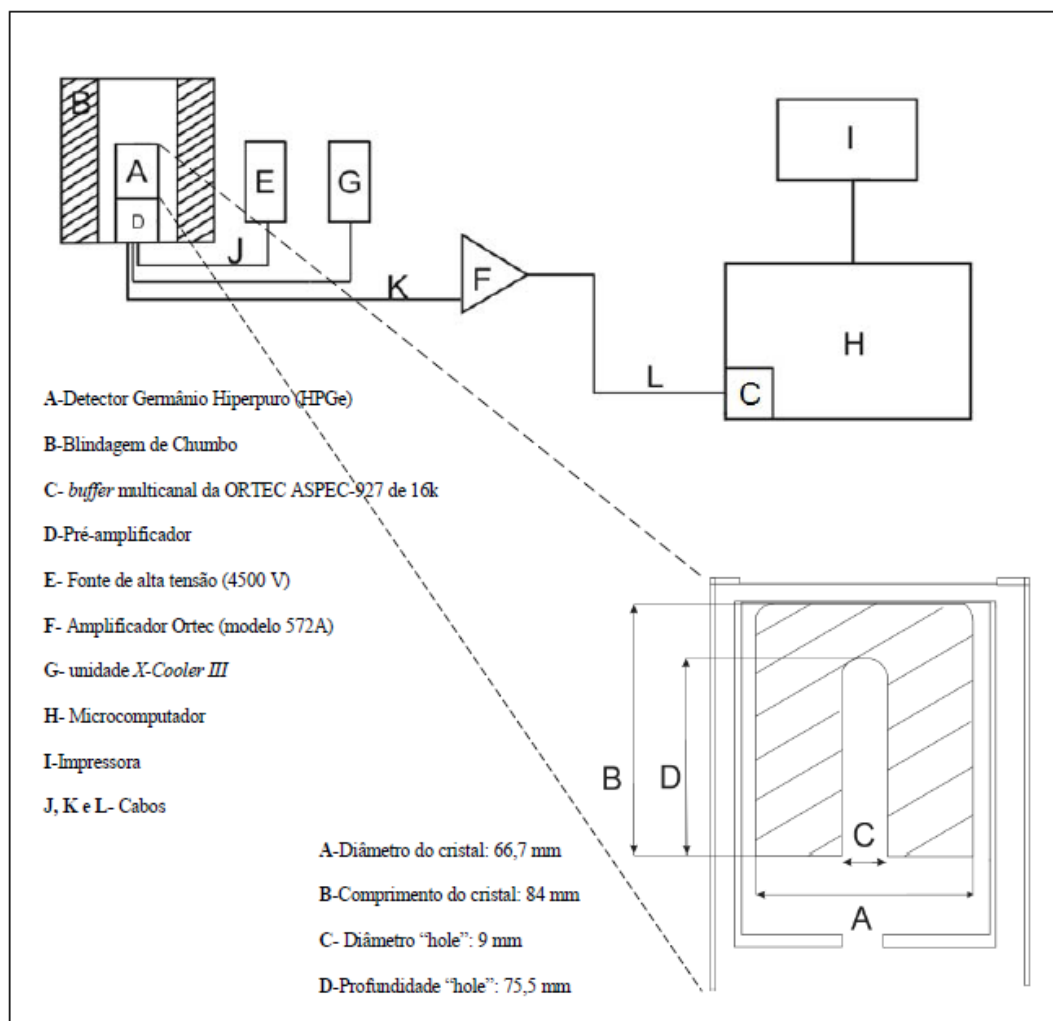 B
A
D
E
G
J
K
F
L
I
H
C
A-Detector Germânio Hiperpuro (HPGe)
B-Blindagem de Chumbo
C- buffer multicanal da ORTEC ASPEC-927 de 16k
D-Pré-amplificador
E- Fonte de alta tensão (4500 V)
F- Amplificador Ortec (modelo 572A)
G- unidade X-Cooler III
H- Microcomputador
I-Impressora
J, K e L- Cabos
B
D
C
A
A-Diâmetro do cristal: 66,7 mm
B-Comprimento do cristal: 84 mm
C- Diâmetro “hole”: 9 mm
D-Profundidade “hole”: 75,5 mm